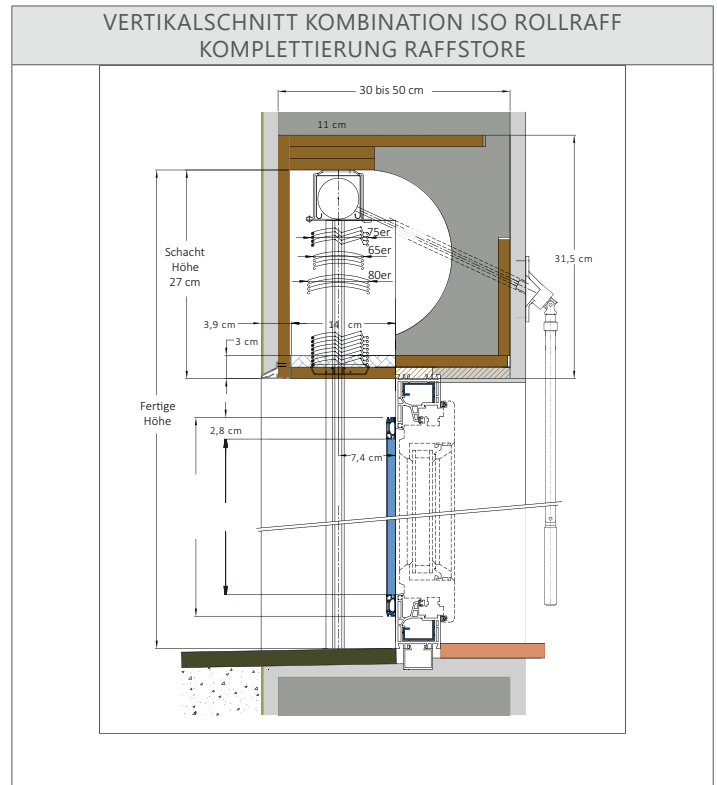 VERTIKALSCHNITT KOMBINATION ISO ROLLRAFF
KOMPLETTIERUNG RAFFSTORE
30 bis 50 cm
11 cm
75er
65er
80er
Schacht
Höhe
27 cm
31,5 cm
3,9 cm
14 cm
3 cm
Fertige
Höhe
2,8 cm
7,4 cm